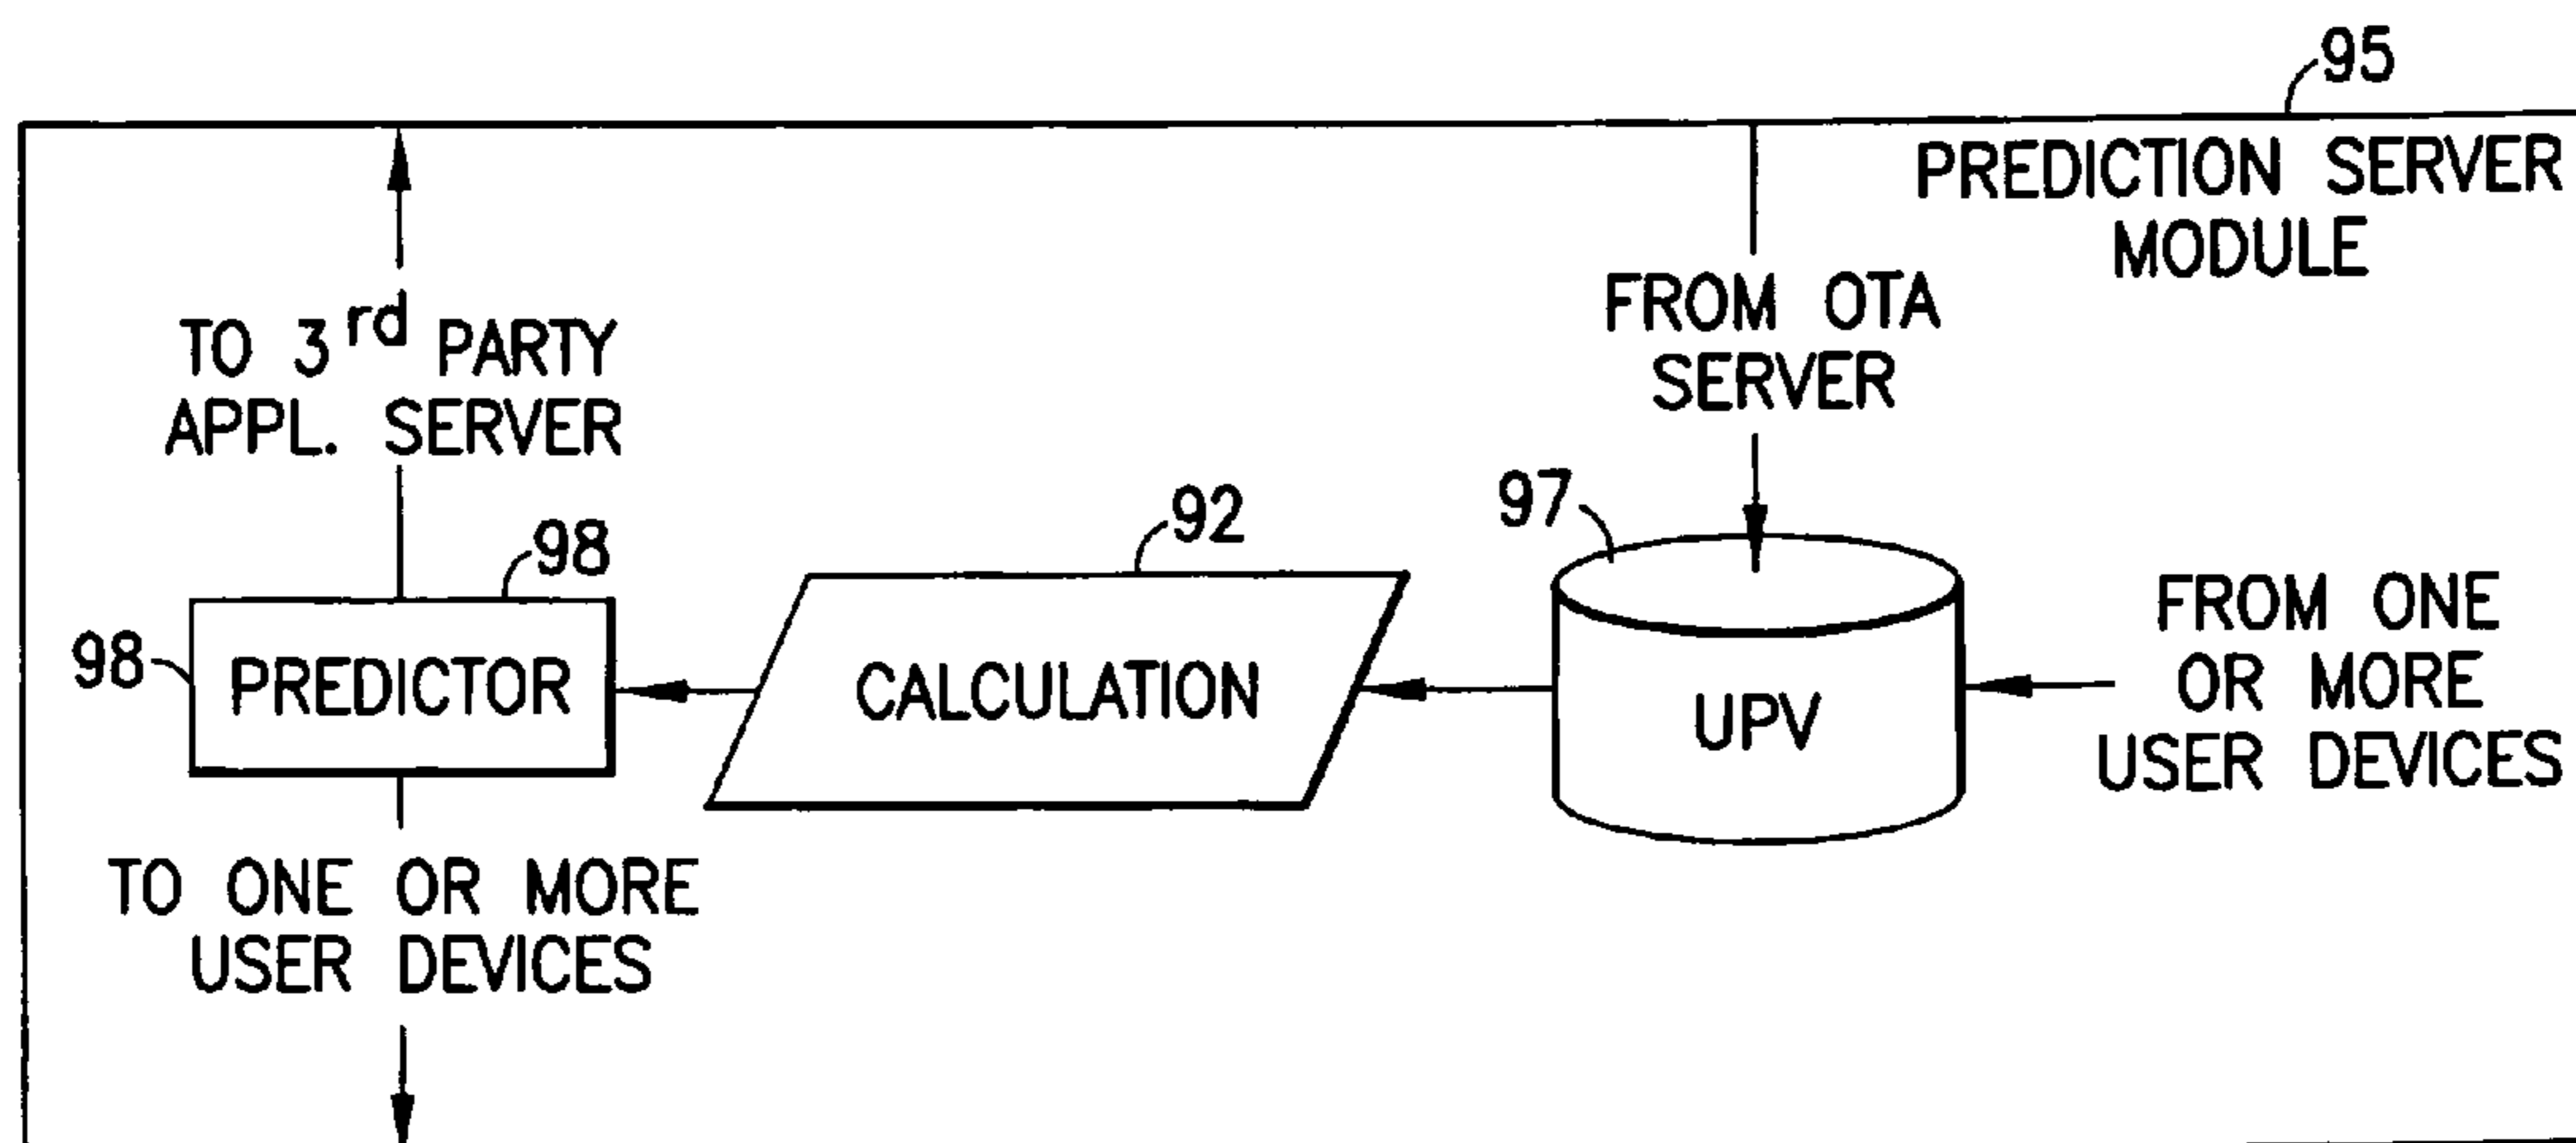 95
PREDICTION SERVER
MODULE
FROM OTA
SERVER
TO 3rd PARTY
APPL. SERVER
97
92
98
98
PREDICTOR
CALCULATION
UPV
FROM ONE
OR MORE
USER DEVICES
TO ONE OR MORE
USER DEVICES